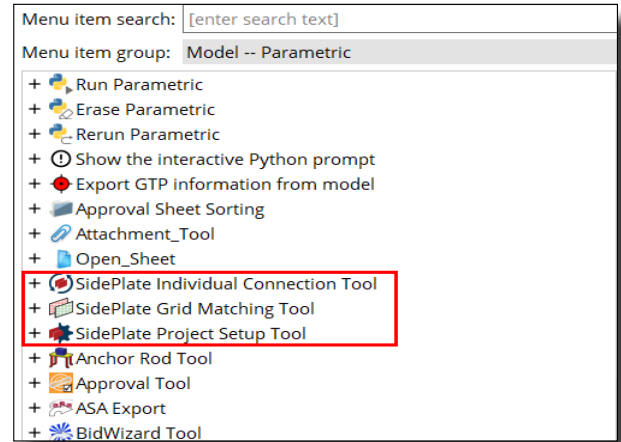 Menu item search: [enter search text]
Menu item group: Model -- Parametric
+ Run Parametric
+ Erase Parametric
+ Rerun Parametric
+ Show the interactive Python prompt
+ Export GTP information from model
+ Approval Sheet Sorting
+ Attachment_Tool
+ Open_Sheet
+ SidePlate Individual Connection Tool
+ SidePlate Grid Matching Tool
+ SidePlate Project Setup Tool
+ Anchor Rod Tool
+ Approval Tool
+ ASA Export
+ BidWizard Tool